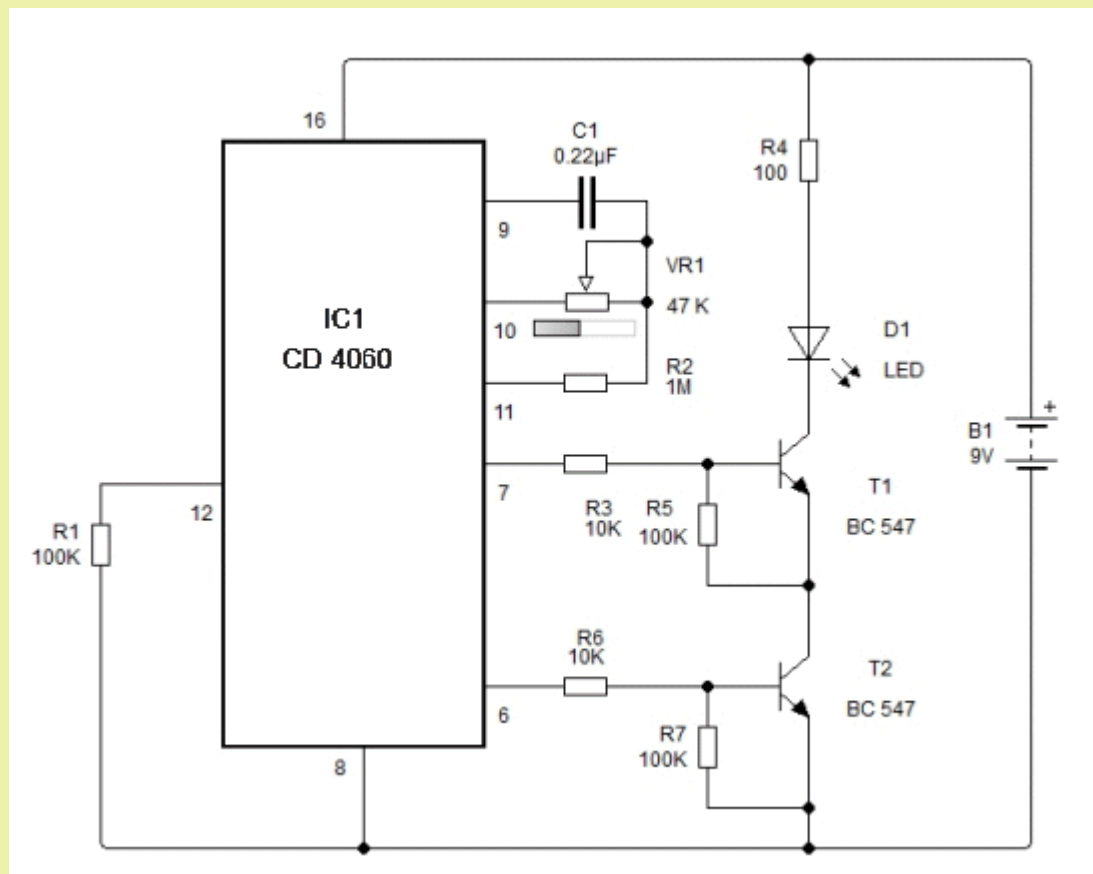 16
C1
0.22µF
R4
100
9
VR1
47 K
IC1
CD 4060
10
D1
LED
R2
1M
11
+
B1
9V
7
T1
BC 547
R3
10K
R5
100K
12
R1
100K
R6
10K
T2
BC 547
6
R7
100K
8